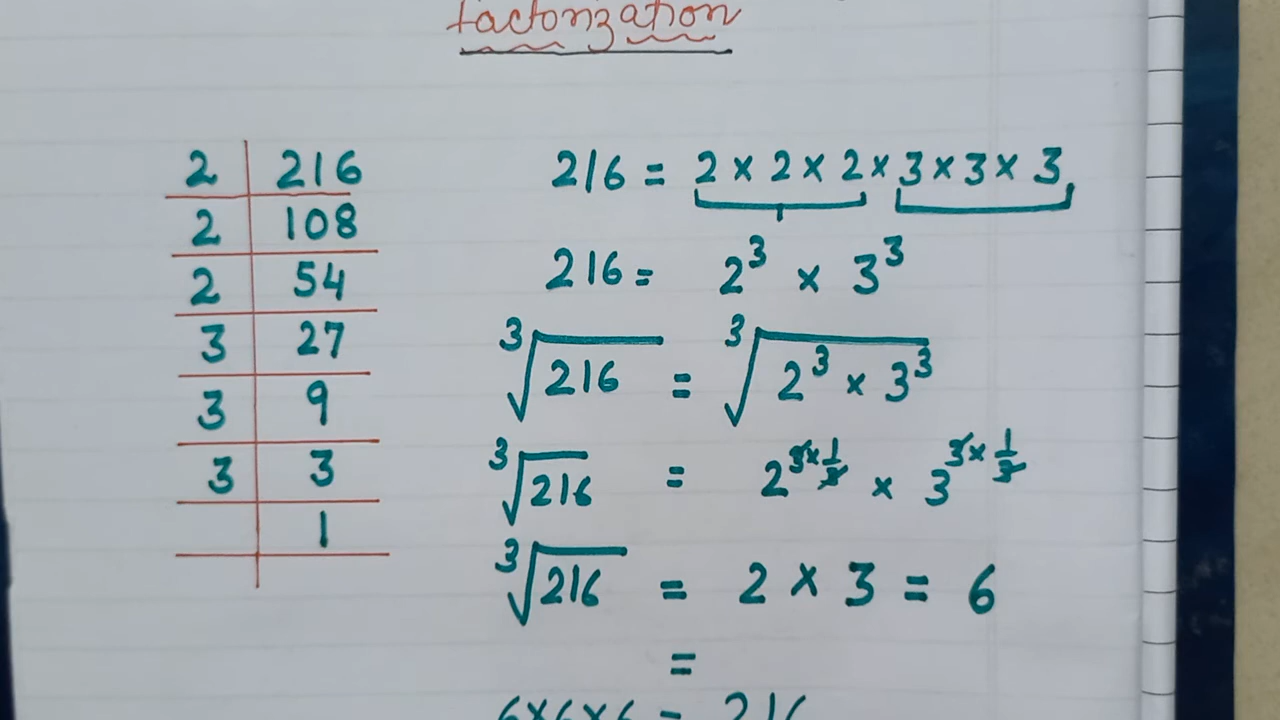 factorization
2 | 216
2 | 108
2 | 54
3 | 27
3 | 9
3 | 3
1
216 = 2 × 2 × 2 × 3 × 3 × 3
216 = 2³ × 3³
∛216 = ∛(2³ × 3³)
∛216 = 2^(3×1/3) × 3^(3×1/3)
∛216 = 2 × 3 = 6
=
6×6×6 = 216